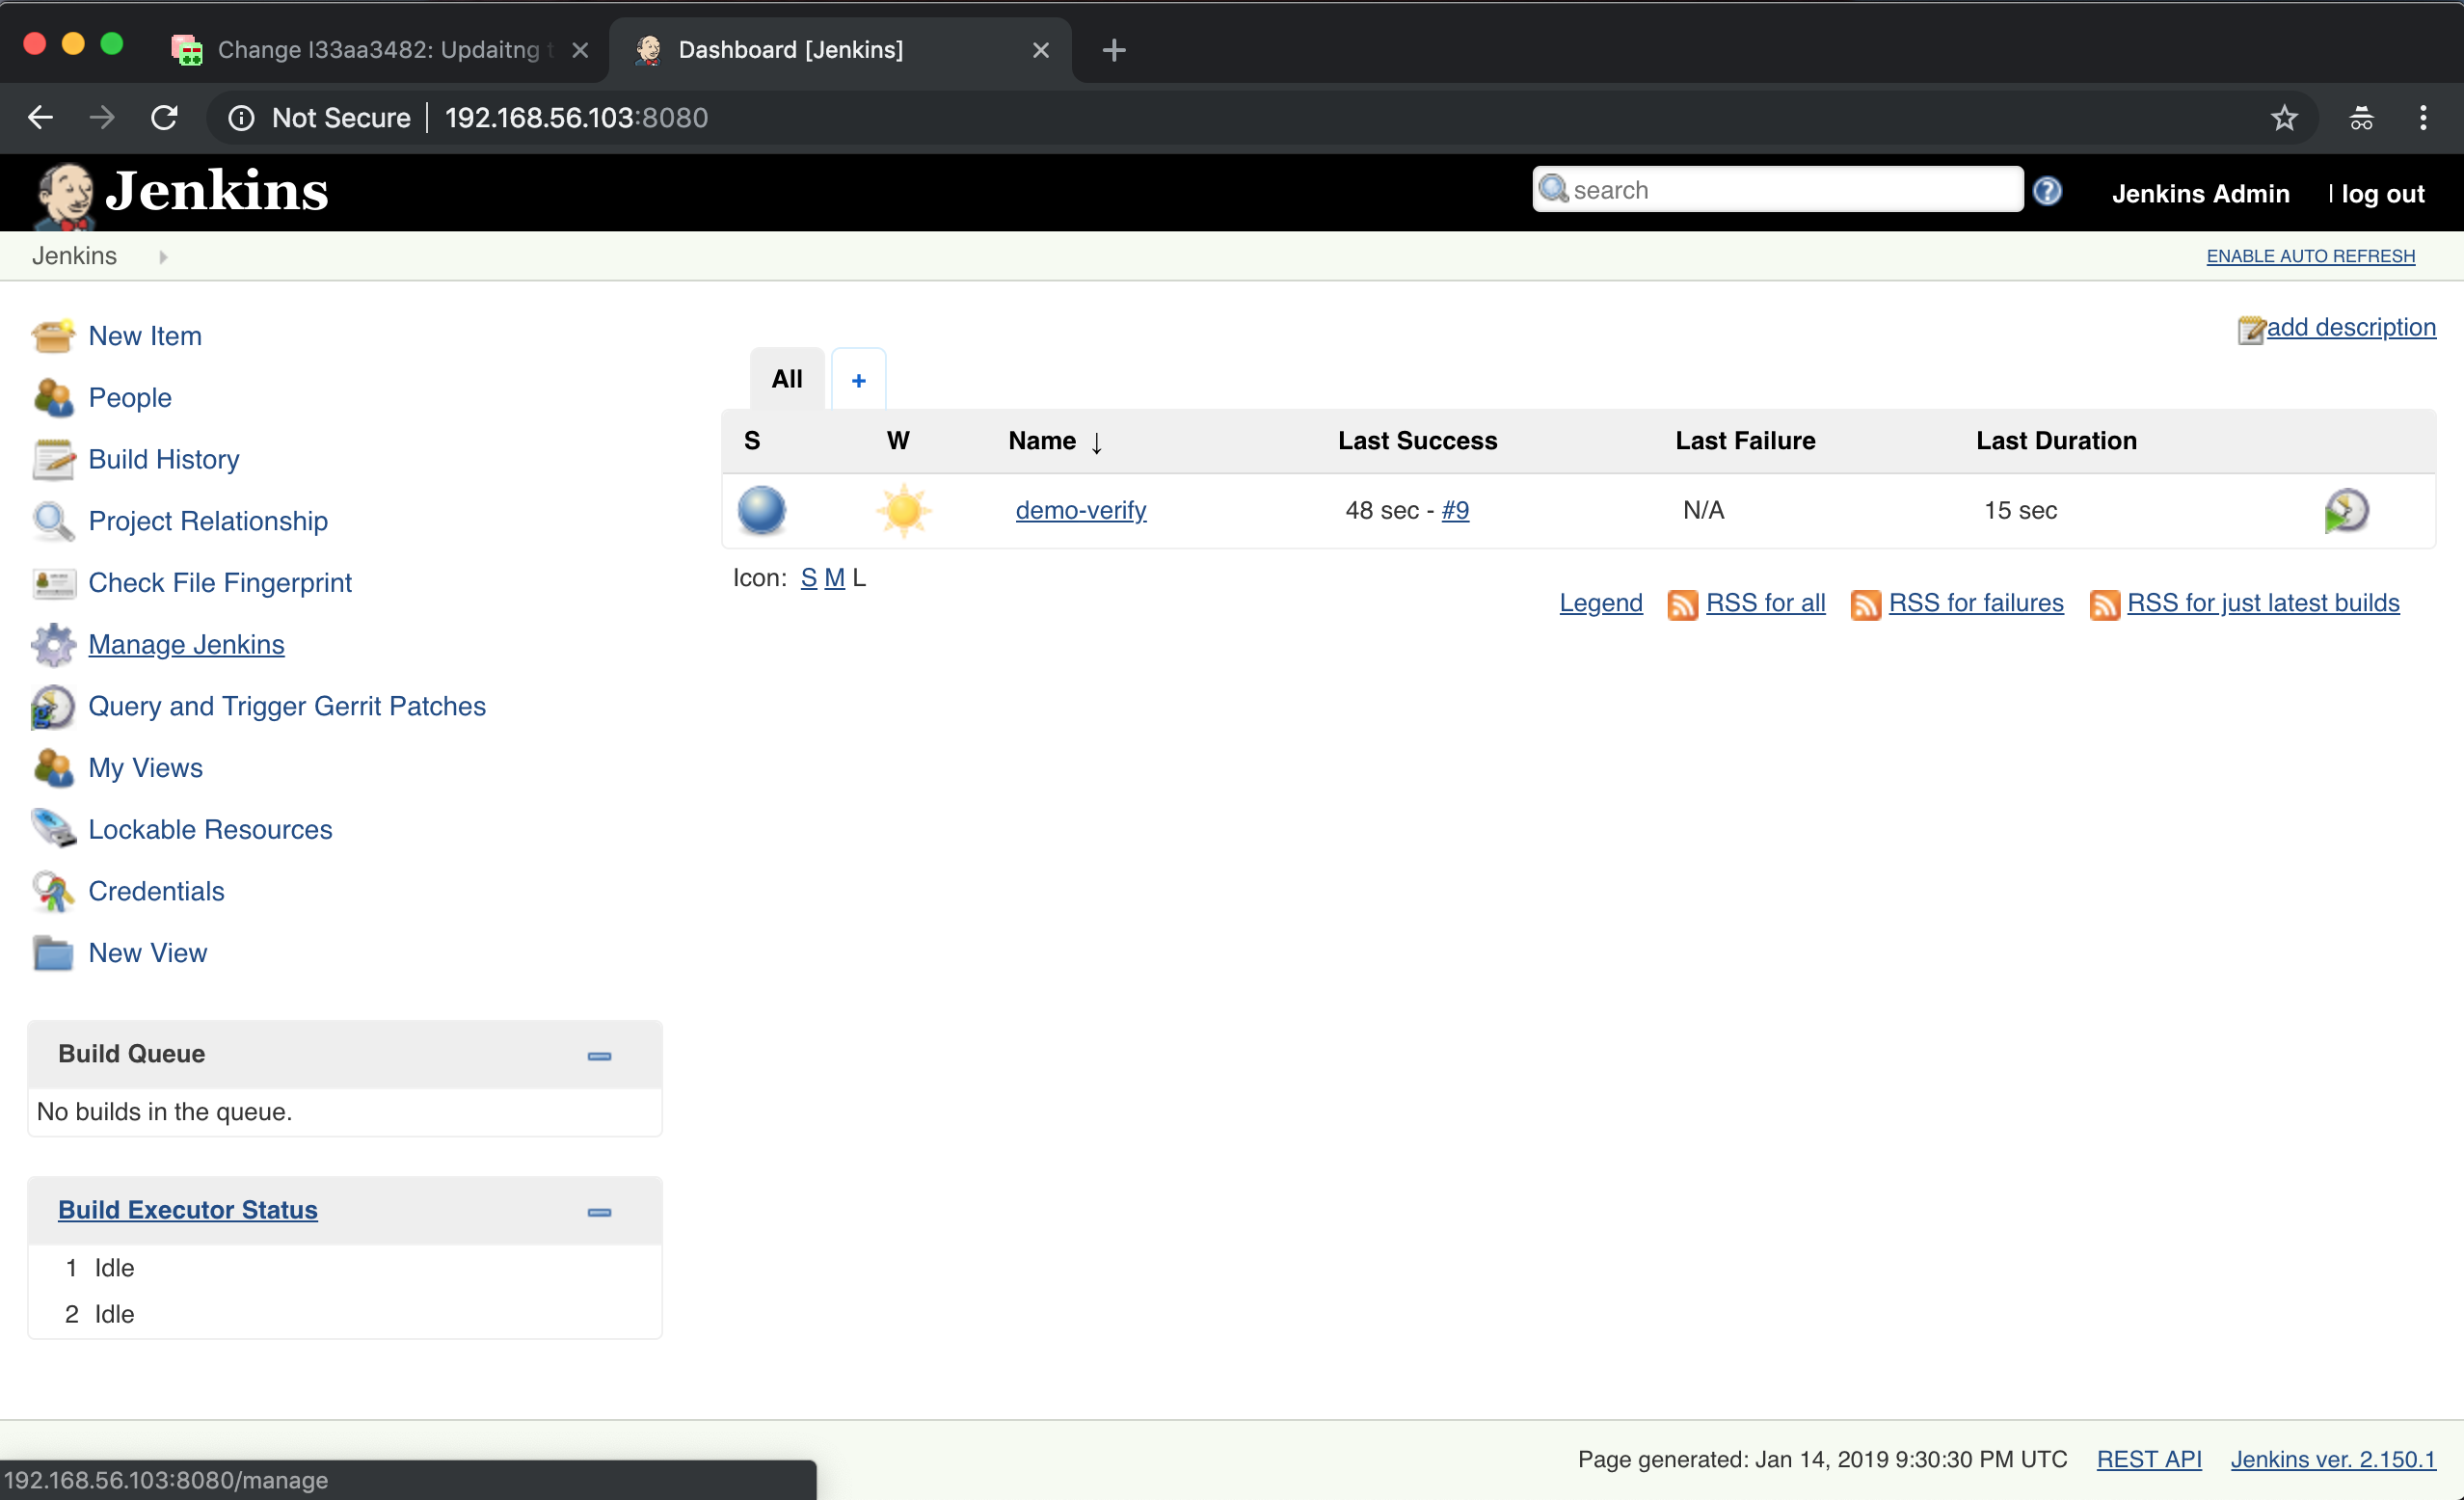 Change I33aa3482: Updaitng t
Dashboard [Jenkins]
Not Secure | 192.168.56.103:8080
Jenkins
search
Jenkins Admin
| log out
Jenkins
ENABLE AUTO REFRESH
New Item
People
Build History
Project Relationship
Check File Fingerprint
Manage Jenkins
Query and Trigger Gerrit Patches
My Views
Lockable Resources
Credentials
New View
Build Queue
No builds in the queue.
Build Executor Status
1 Idle
2 Idle
add description
All +
S W Name ↓ Last Success Last Failure Last Duration
demo-verify 48 sec - #9 N/A 15 sec
Icon: S M L
Legend RSS for all RSS for failures RSS for just latest builds
Page generated: Jan 14, 2019 9:30:30 PM UTC REST API Jenkins ver. 2.150.1
192.168.56.103:8080/manage